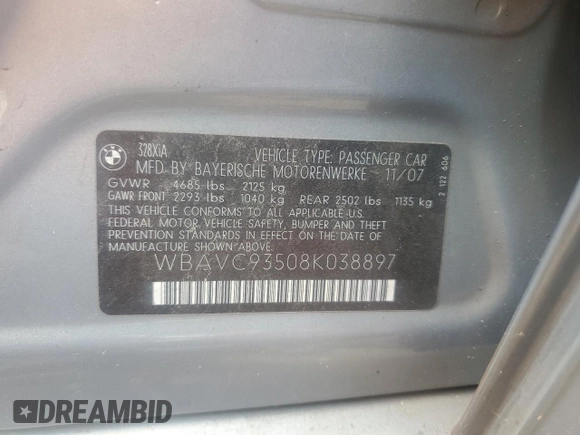 328XiA VEHICLE TYPE: PASSENGER CAR
MFD BY BAYERISCHE MOTORENWERKE - 11/07
GVWR 4685 lbs 2125 kg
GAWR FRONT 2293 lbs 1040 kg REAR 2502 lbs 1135 kg
THIS VEHICLE CONFORMS TO ALL APPLICABLE U.S.
FEDERAL MOTOR VEHICLE SAFETY, BUMPER AND THEFT
PREVENTION STANDARDS IN EFFECT ON THE DATE OF
MANUFACTURE SHOWN ABOVE.
WBAVC93508K038897
2 122 606
BMW
DREAMBID